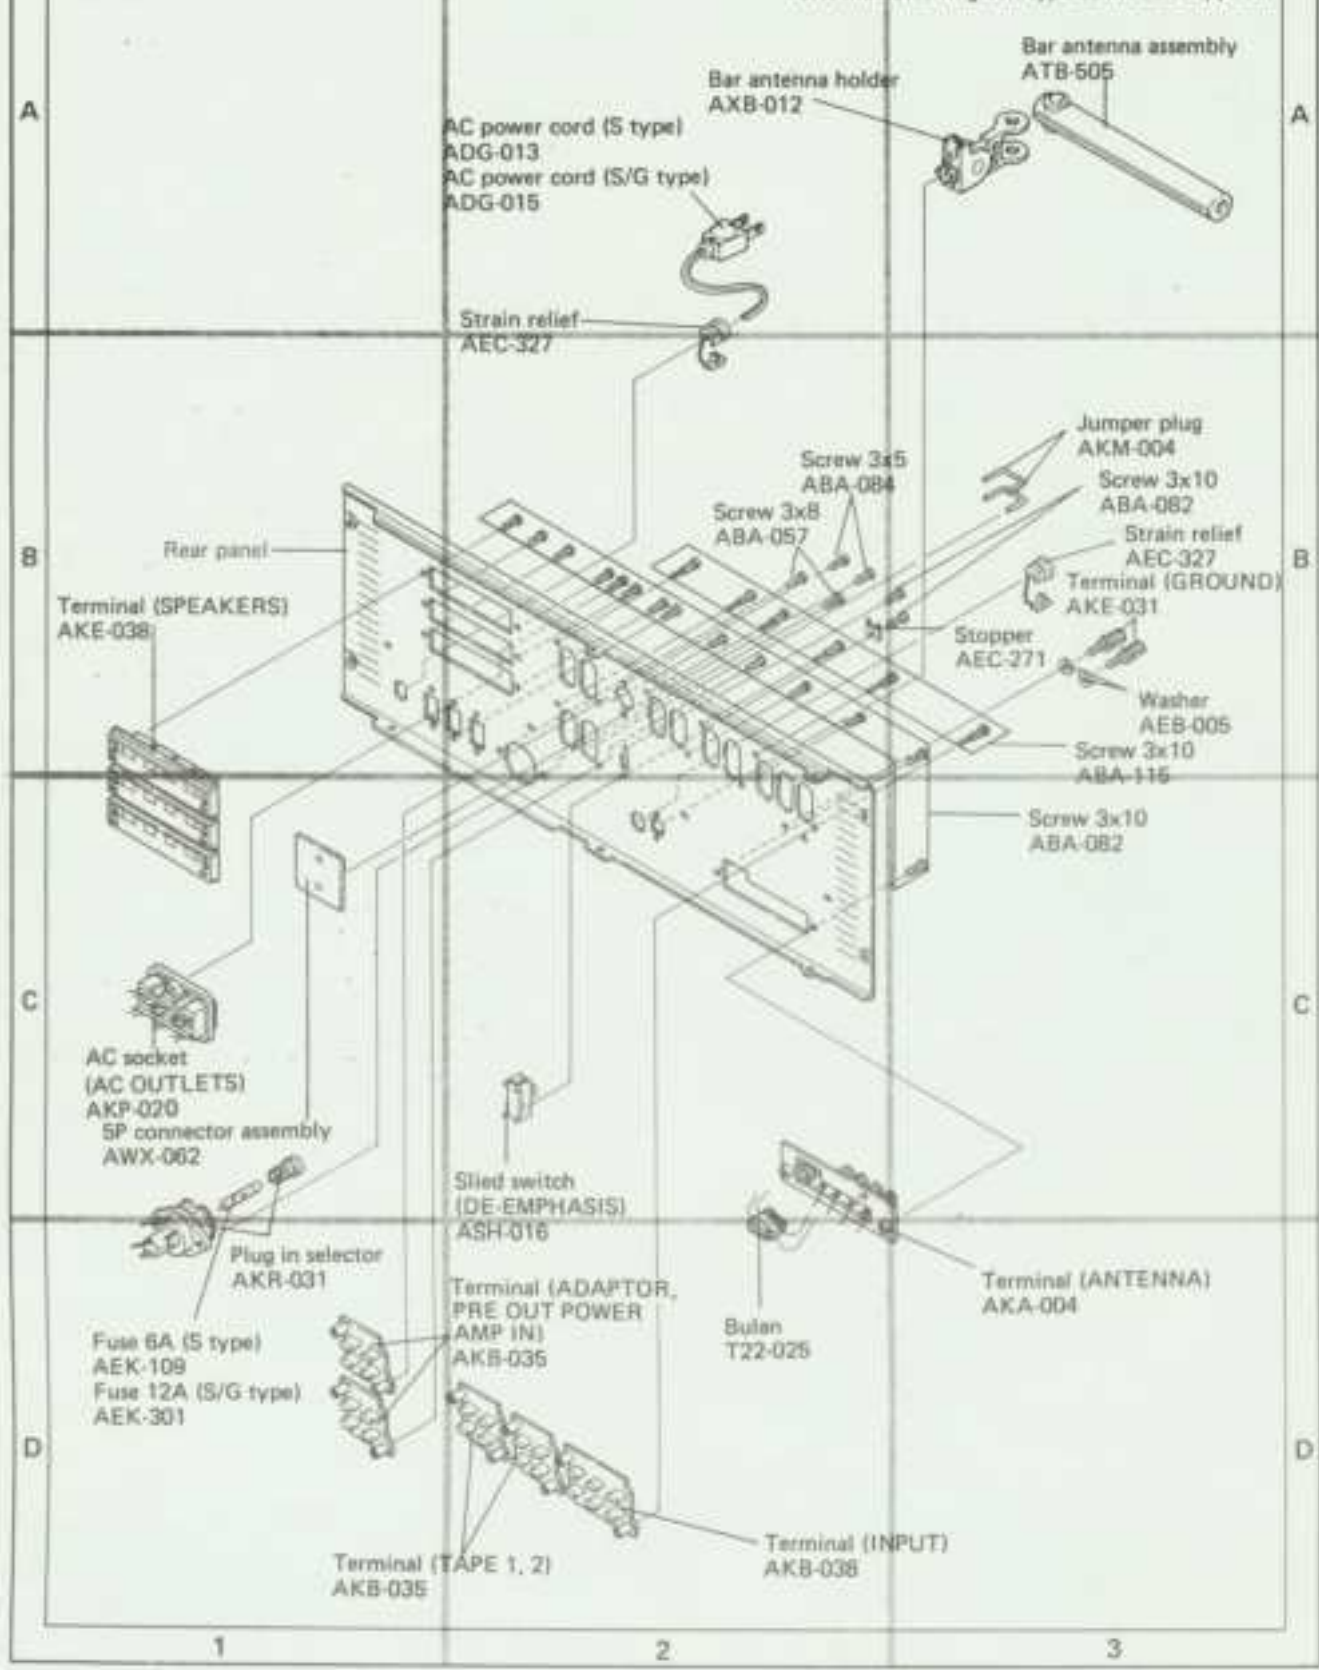 Bar antenna assembly
ATB-505
Bar antenna holder
AXB-012
A
A
AC power cord (S type)
ADG-013
AC power cord (S/G type)
ADG-015
Strain relief
AEC-327
Jumper plug
AKM-004
Screw 3x5
ABA-084
Screw 3x10
ABA-082
Screw 3x8
ABA-057
Strain relief
AEC-327
Rear panel
B
B
Terminal (GROUND)
AKE-031
Terminal (SPEAKERS)
AKE-038
Stopper
AEC-271
Washer
AEB-005
Screw 3x10
ABA-116
Screw 3x10
ABA-082
C
C
AC socket
(AC OUTLETS)
AKP-020
5P connector assembly
AWX-062
Slied switch
(DE-EMPHASIS)
ASH-016
Plug in selector
AKR-031
Terminal (ADAPTOR,
PRE OUT POWER
AMP IN)
AKB-035
Terminal (ANTENNA)
AKA-004
Bulan
T22-025
Fuse 6A (S type)
AEK-109
Fuse 12A (S/G type)
AEK-301
D
D
Terminal (INPUT)
AKB-038
Terminal (TAPE 1, 2)
AKB-035
1
2
3